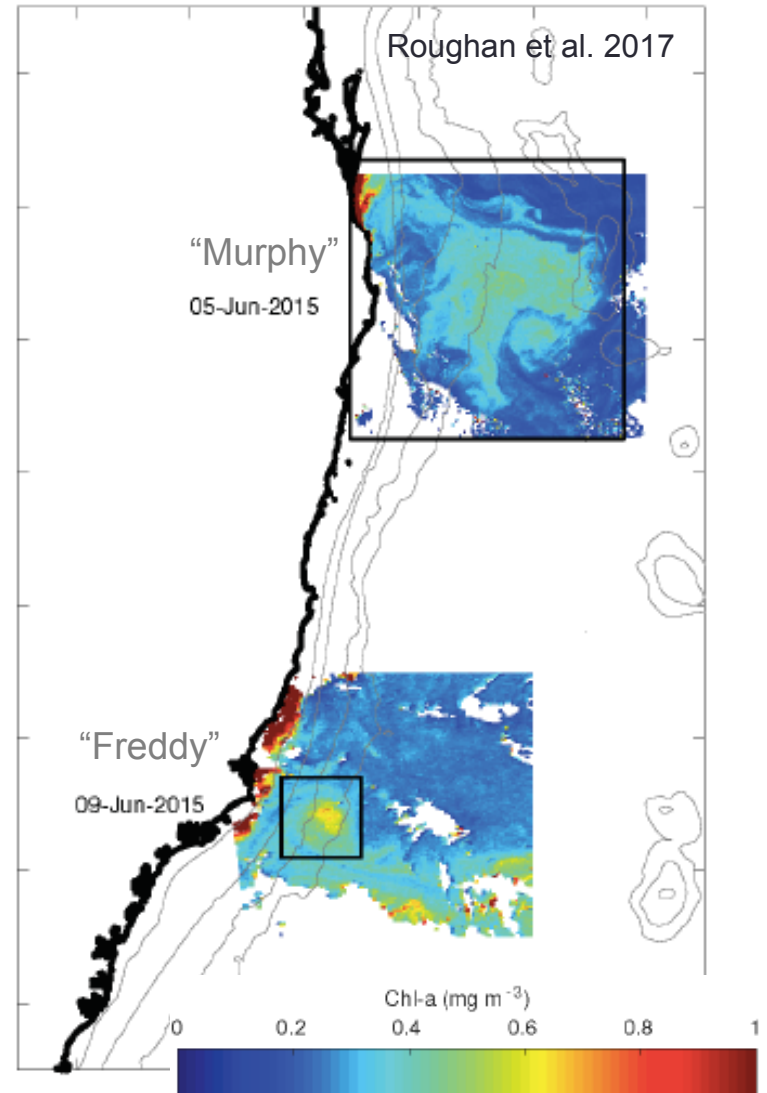 Roughan et al. 2017
“Murphy”
05-Jun-2015
“Freddy”
09-Jun-2015
Chl-a (mg m⁻³)
0 0.2 0.4 0.6 0.8 1